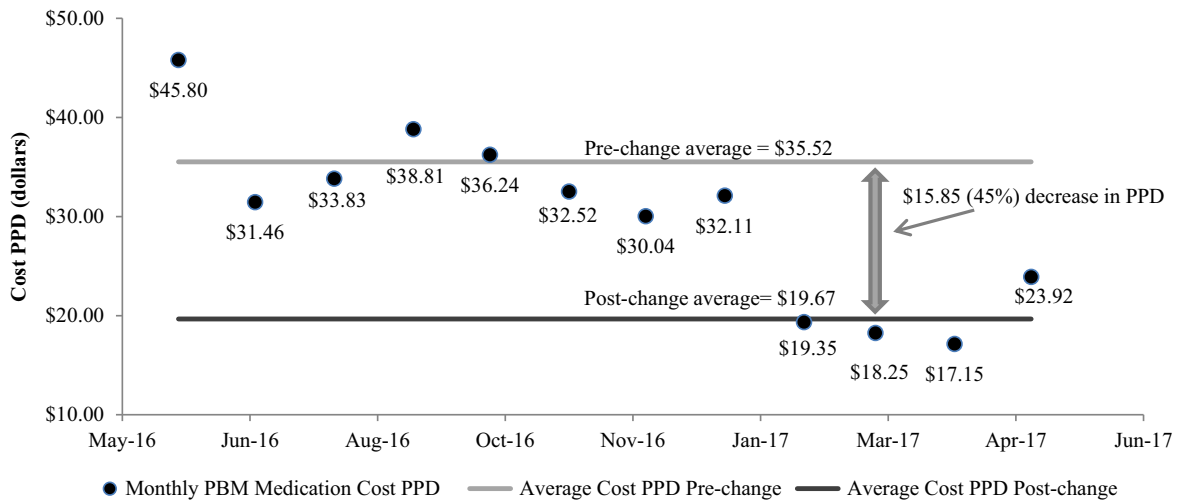 $50.00
$45.80
$40.00
Pre-change average = $35.52
$38.81
$33.83
$36.24
$15.85 (45%) decrease in PPD
$32.52
$32.11
$30.00
$31.46
$30.04
Cost PPD (dollars)
Post-change average= $19.67
$23.92
$20.00
$19.35
$18.25
$17.15
$10.00
May-16 Jun-16 Aug-16 Oct-16 Nov-16 Jan-17 Mar-17 Apr-17 Jun-17
Monthly PBM Medication Cost PPD Average Cost PPD Pre-change Average Cost PPD Post-change